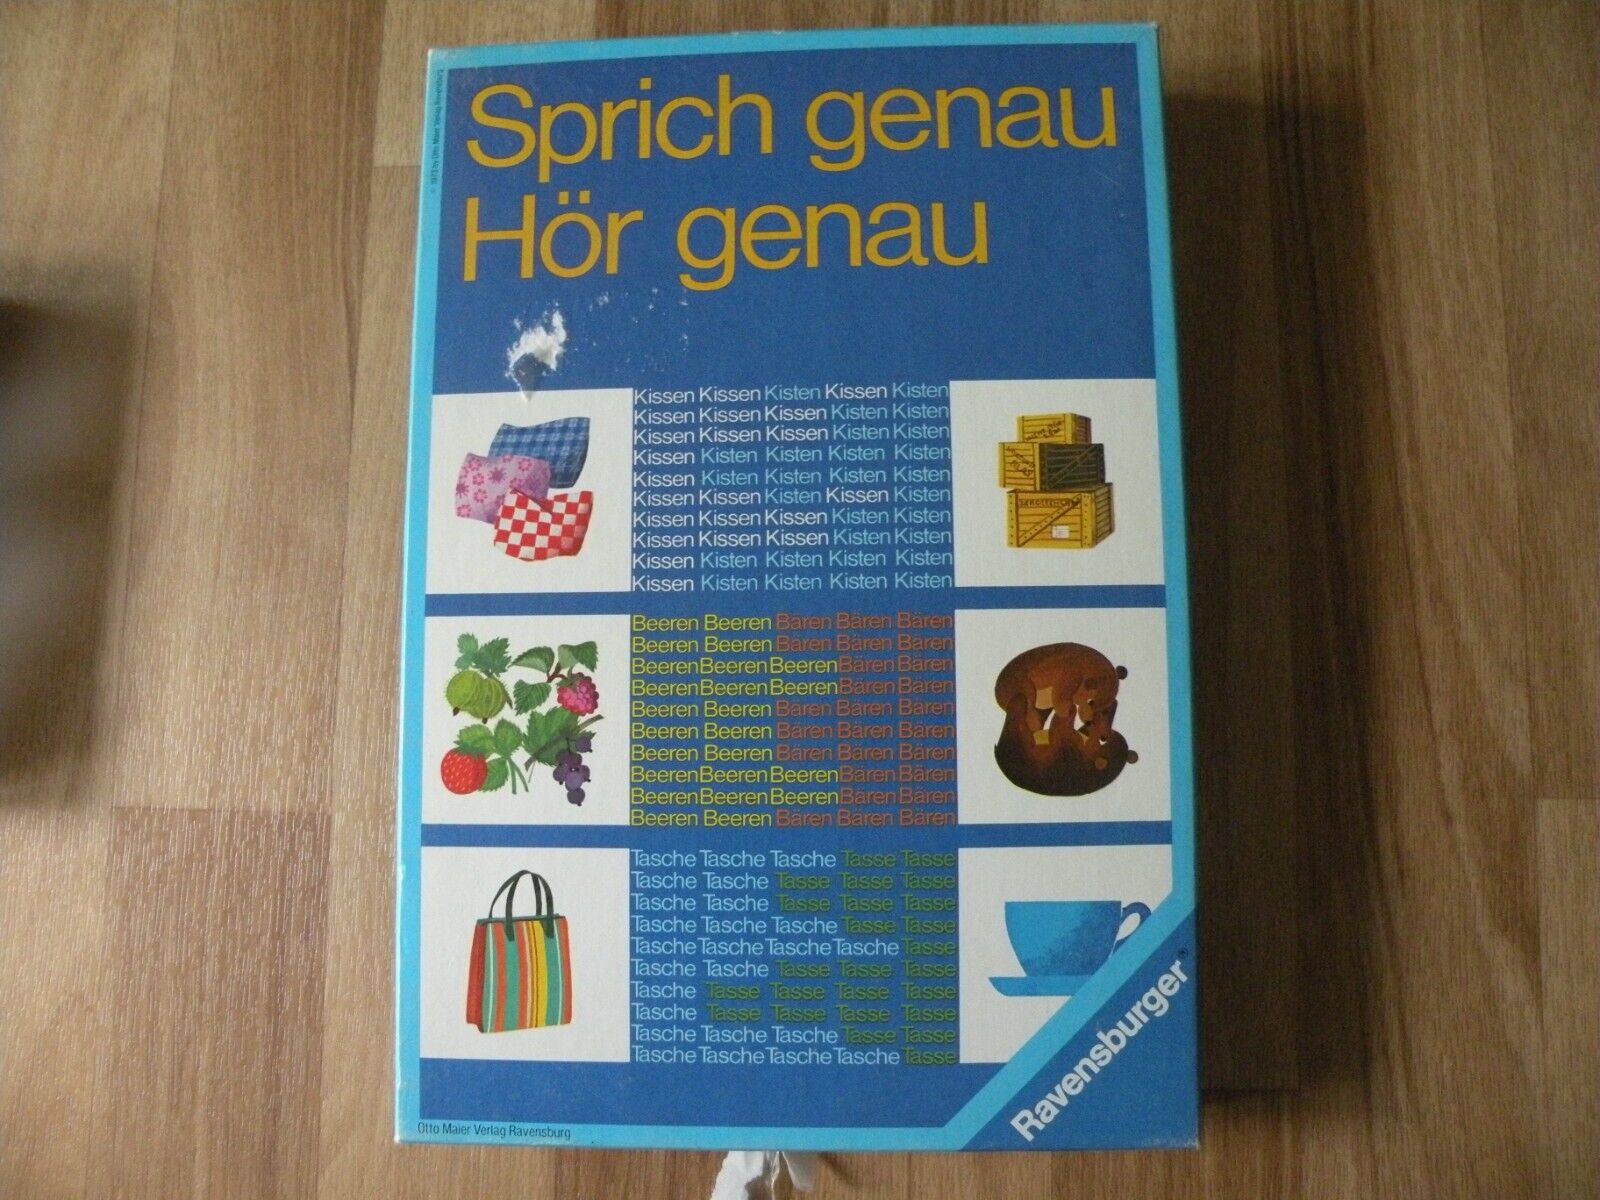 © 1973 by Otto Maier Verlag Ravensburg
Sprich genau
Hör genau
Kissen Kissen Kisten Kissen Kisten
Kissen Kissen Kissen Kisten Kisten
Kissen Kissen Kissen Kisten Kisten
Kissen Kisten Kisten Kisten Kisten
Kissen Kisten Kisten Kisten Kisten
Kissen Kissen Kisten Kissen Kisten
Kissen Kissen Kissen Kisten Kisten
Kissen Kissen Kissen Kisten Kisten
Kissen Kisten Kisten Kisten Kisten
Kissen Kisten Kisten Kisten Kisten
Beeren Beeren Bären Bären Bären
Beeren Beeren Bären Bären Bären
Beeren Beeren Beeren Bären Bären
Beeren Beeren Beeren Bären Bären
Beeren Beeren Bären Bären Bären
Beeren Beeren Bären Bären Bären
Beeren Beeren Bären Bären Bären
Beeren Beeren Beeren Bären Bären
Beeren Beeren Beeren Bären Bären
Beeren Beeren Bären Bären Bären
Tasche Tasche Tasche Tasse Tasse
Tasche Tasche Tasse Tasse Tasse
Tasche Tasche Tasse Tasse Tasse
Tasche Tasche Tasche Tasse Tasse
Tasche Tasche Tasche Tasche Tasse
Tasche Tasche Tasse Tasse Tasse
Tasche Tasse Tasse Tasse Tasse
Tasche Tasse Tasse Tasse Tasse
Tasche Tasche Tasche Tasse Tasse
Tasche Tasche Tasche Tasche Tasse
Ravensburger®
Otto Maier Verlag Ravensburg